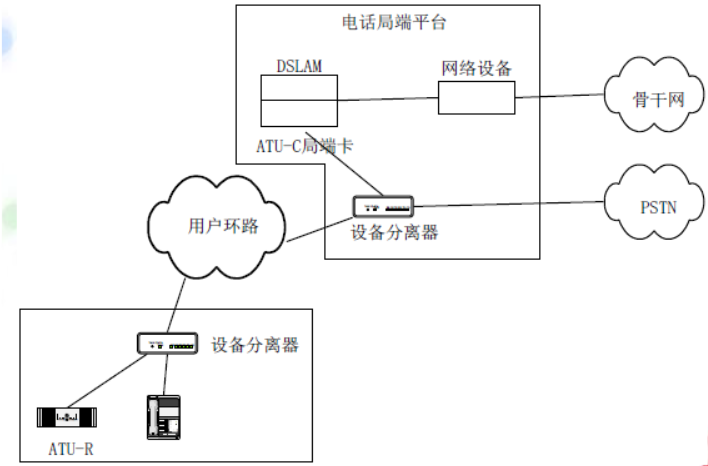 电话局端平台
DSLAM
网络设备
骨干网
ATU-C局端卡
PSTN
用户环路
设备分离器
设备分离器
ATU-R